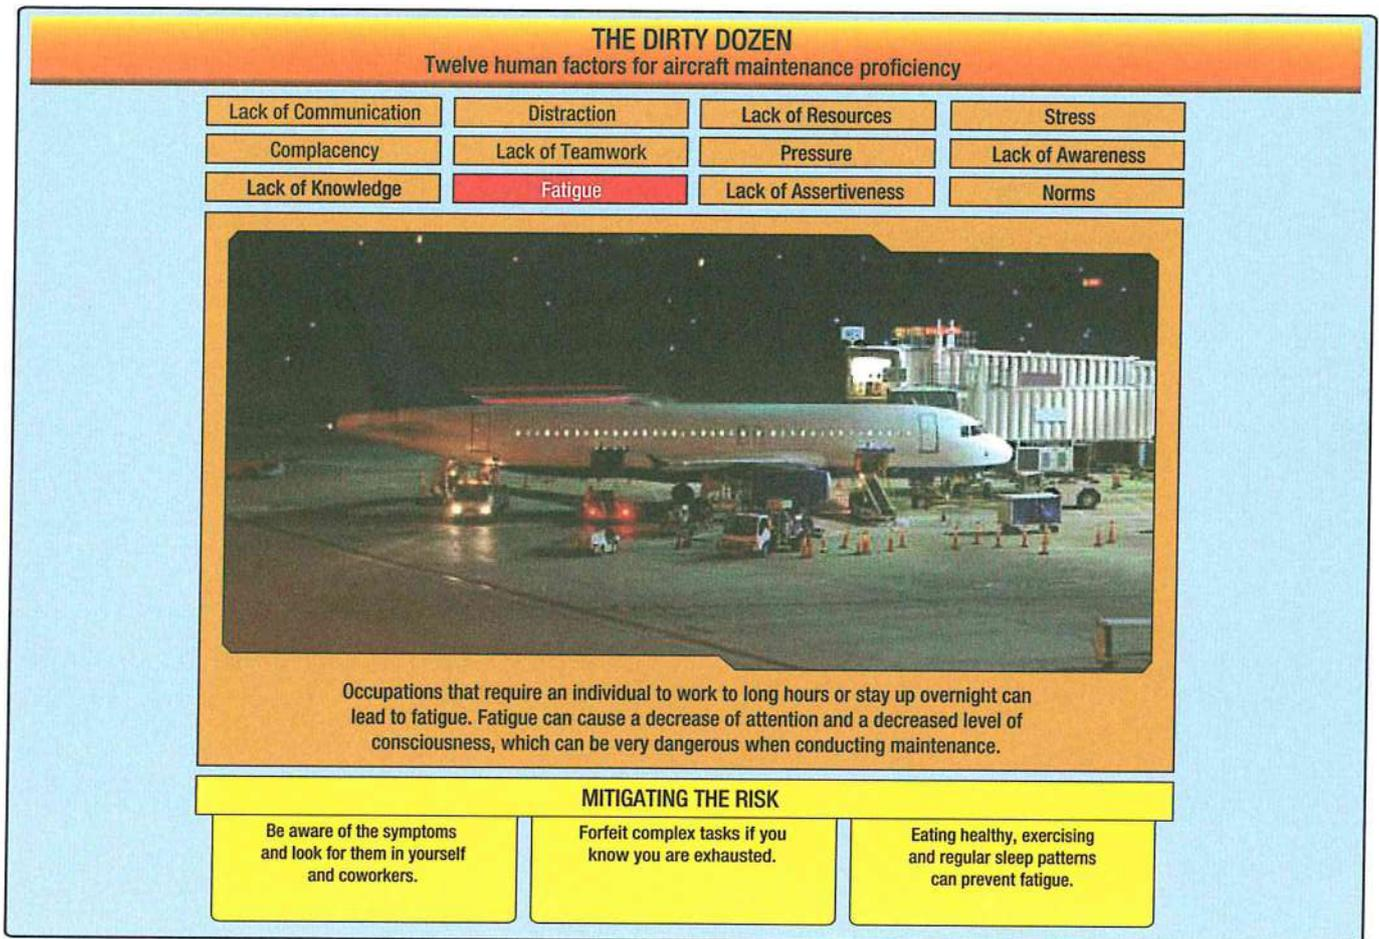 THE DIRTY DOZEN
Twelve human factors for aircraft maintenance proficiency
Lack of Communication
Distraction
Lack of Resources
Stress
Complacency
Lack of Teamwork
Pressure
Lack of Awareness
Lack of Knowledge
Fatigue
Lack of Assertiveness
Norms
Occupations that require an individual to work to long hours or stay up overnight can
lead to fatigue. Fatigue can cause a decrease of attention and a decreased level of
consciousness, which can be very dangerous when conducting maintenance.
MITIGATING THE RISK
Be aware of the symptoms
and look for them in yourself
and coworkers.
Forfeit complex tasks if you
know you are exhausted.
Eating healthy, exercising
and regular sleep patterns
can prevent fatigue.